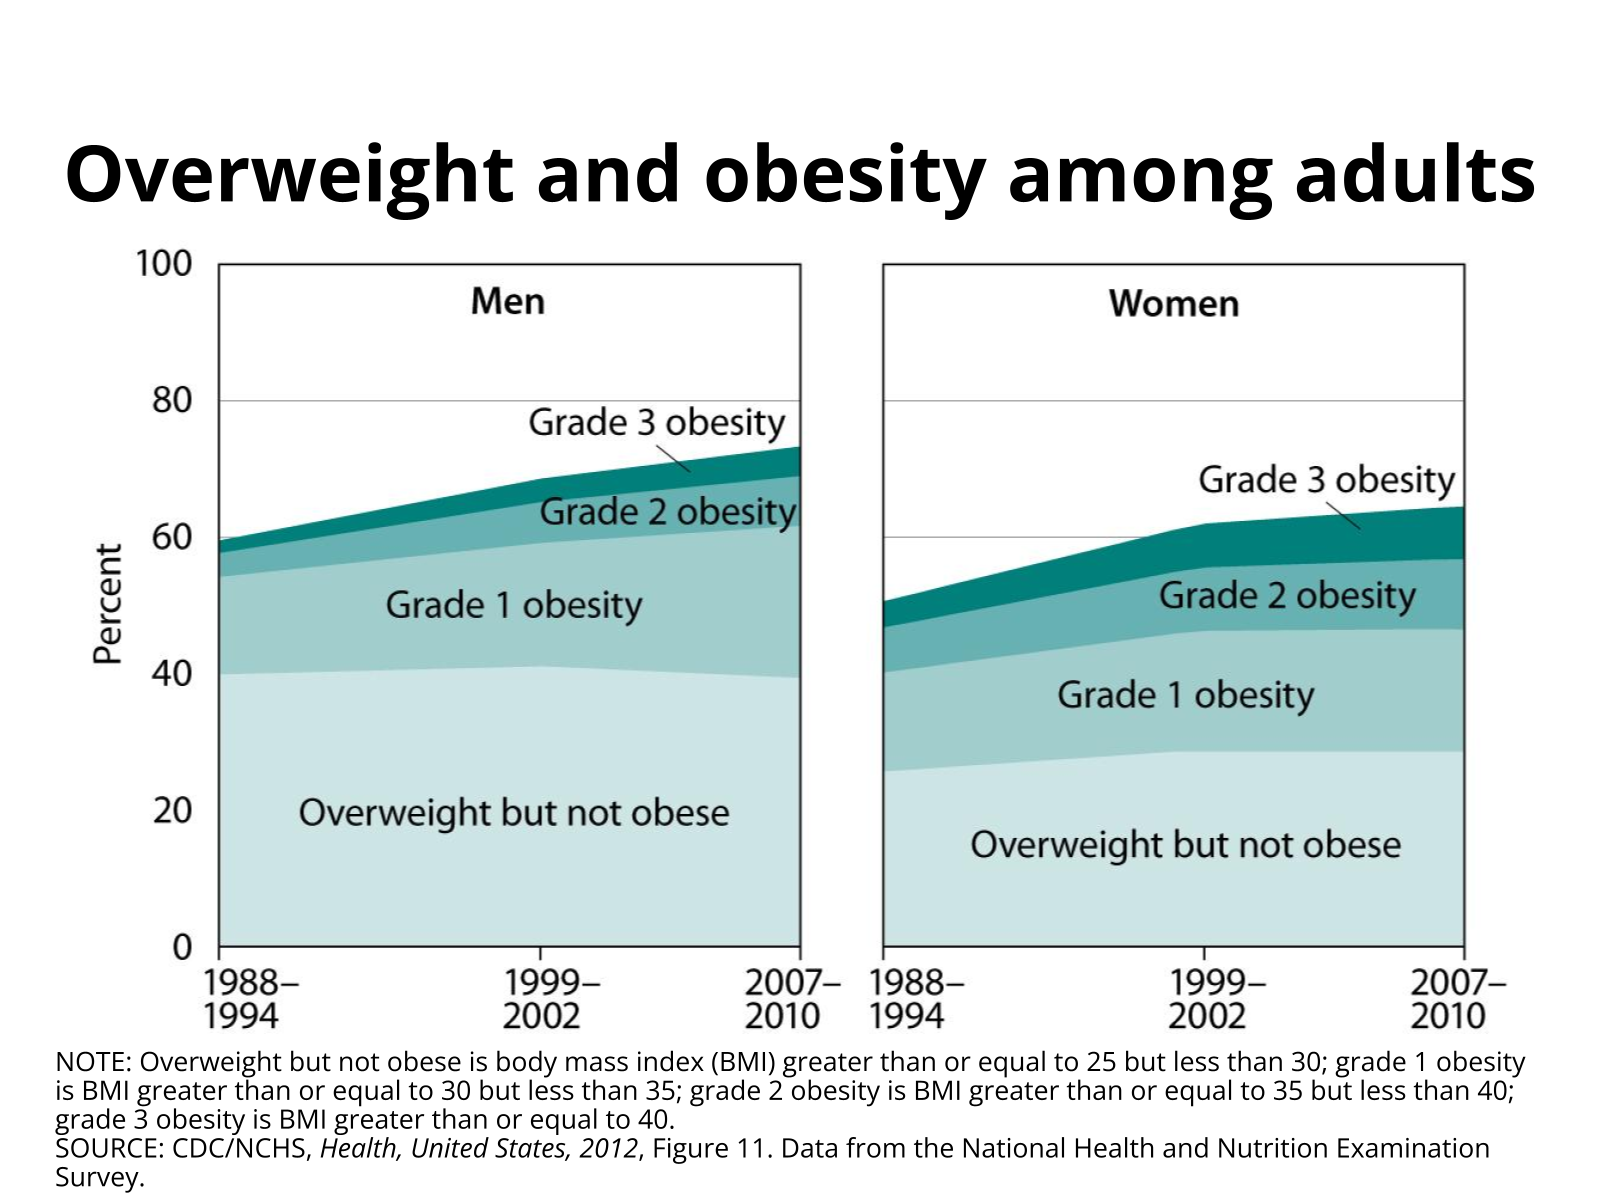 Overweight and obesity among adults
100
80
60
40
20
0
Percent
Men
Grade 3 obesity
Grade 2 obesity
Grade 1 obesity
Overweight but not obese
1988–
1994
1999–
2002
2007–
2010
Women
Grade 3 obesity
Grade 2 obesity
Grade 1 obesity
Overweight but not obese
1988–
1994
1999–
2002
2007–
2010
NOTE: Overweight but not obese is body mass index (BMI) greater than or equal to 25 but less than 30; grade 1 obesity
is BMI greater than or equal to 30 but less than 35; grade 2 obesity is BMI greater than or equal to 35 but less than 40;
grade 3 obesity is BMI greater than or equal to 40.
SOURCE: CDC/NCHS, Health, United States, 2012, Figure 11. Data from the National Health and Nutrition Examination
Survey.